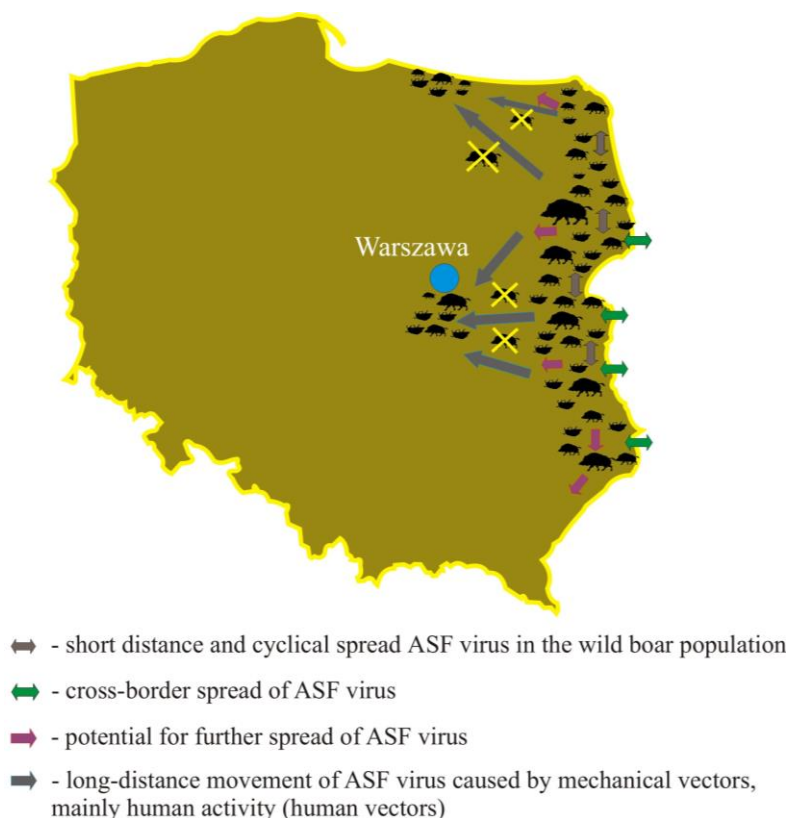 Warszawa
- short distance and cyclical spread ASF virus in the wild boar population
- cross-border spread of ASF virus
- potential for further spread of ASF virus
- long-distance movement of ASF virus caused by mechanical vectors,
mainly human activity (human vectors)